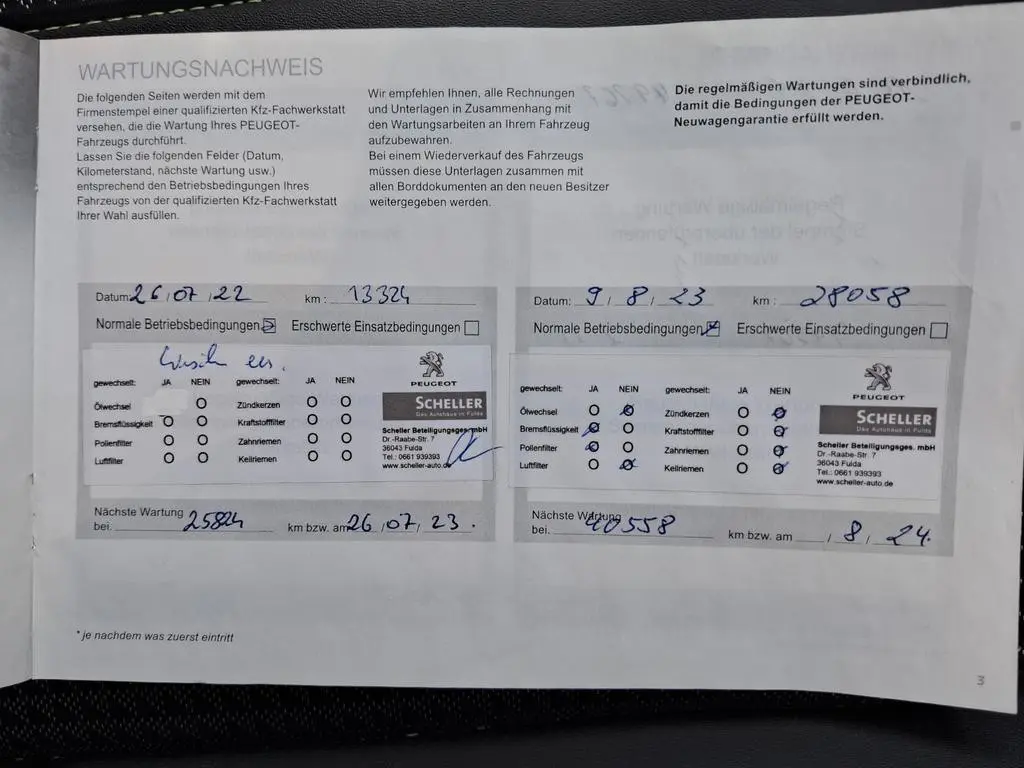 WARTUNGSNACHWEIS
Die folgenden Seiten werden mit dem
Firmenstempel einer qualifizierten Kfz-Fachwerkstatt
versehen, die die Wartung Ihres PEUGEOT-
Fahrzeugs durchführt.
Lassen Sie die folgenden Felder (Datum,
Kilometerstand, nächste Wartung usw.)
entsprechend den Betriebsbedingungen Ihres
Fahrzeugs von der qualifizierten Kfz-Fachwerkstatt
Ihrer Wahl ausfüllen.
Wir empfehlen Ihnen, alle Rechnungen
und Unterlagen in Zusammenhang mit
den Wartungsarbeiten an Ihrem Fahrzeug
aufzubewahren.
Bei einem Wiederverkauf des Fahrzeugs
müssen diese Unterlagen zusammen mit
allen Borddokumenten an den neuen Besitzer
weitergegeben werden.
Die regelmäßigen Wartungen sind verbindlich,
damit die Bedingungen der PEUGEOT-
Neuwagengarantie erfüllt werden.
Datum: 26/07/22 km : 13324
Normale Betriebsbedingungen Erschwerte Einsatzbedingungen
gewechselt: JA NEIN gewechselt: JA NEIN
Ölwechsel Zündkerzen
Bremsflüssigkeit Kraftstofffilter
Pollenfilter Zahnriemen
Luftfilter Keilriemen
PEUGEOT
SCHELLER
Das Autohaus in Fulda
Scheller Beteiligungsges. mbH
Dr.-Raabe-Str. 7
36043 Fulda
Tel.: 0661 939393
www.scheller-auto.de
Nächste Wartung
bei. 25824 km bzw. am 26/07/23.
Datum: 9/8/23 km : 28058
Normale Betriebsbedingungen Erschwerte Einsatzbedingungen
gewechselt: JA NEIN gewechselt: JA NEIN
Ölwechsel Zündkerzen
Bremsflüssigkeit Kraftstofffilter
Pollenfilter Zahnriemen
Luftfilter Keilriemen
PEUGEOT
SCHELLER
Das Autohaus in Fulda
Scheller Beteiligungsges. mbH
Dr.-Raabe-Str. 7
36043 Fulda
Tel.: 0661 939393
www.scheller-auto.de
Nächste Wartung
bei. 40558 km bzw. am /8/24.
*je nachdem was zuerst eintritt
3